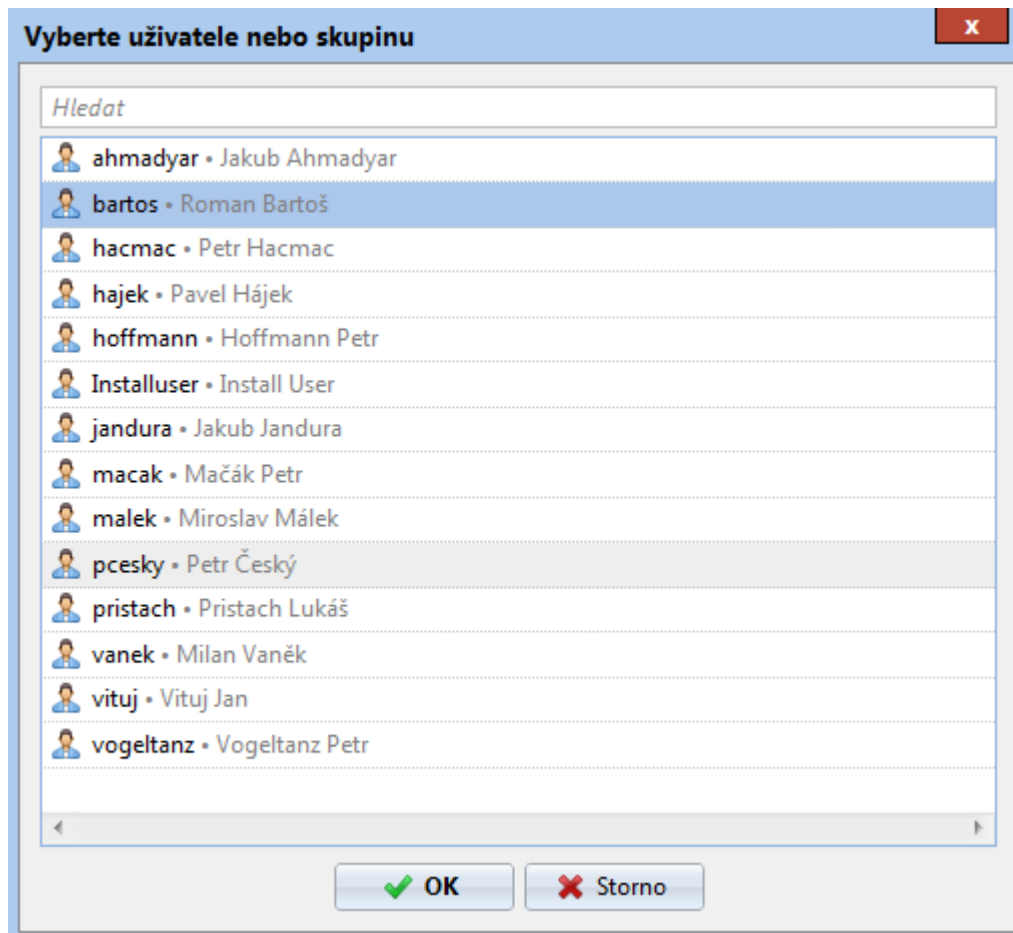 Vyberte uživatele nebo skupinu
x
Hledat
ahmadyar • Jakub Ahmadyar
bartos • Roman Bartoš
hacmac • Petr Hacmac
hajek • Pavel Hájek
hoffmann • Hoffmann Petr
Installuser • Install User
jandura • Jakub Jandura
macak • Mačák Petr
malek • Miroslav Málek
pcesky • Petr Český
pristach • Pristach Lukáš
vanek • Milan Vaněk
vituj • Vituj Jan
vogeltanz • Vogeltanz Petr
OK Storno